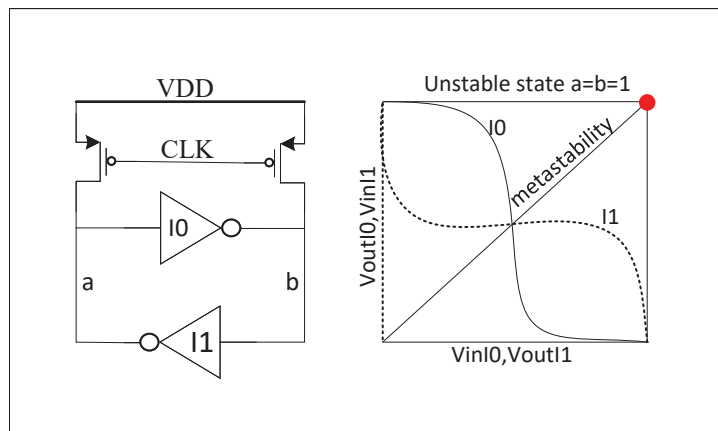 VDD
CLK
I0
a
b
I1
Unstable state a=b=1
I0
metastability
I1
VoutI0,VinI1
VinI0,VoutI1